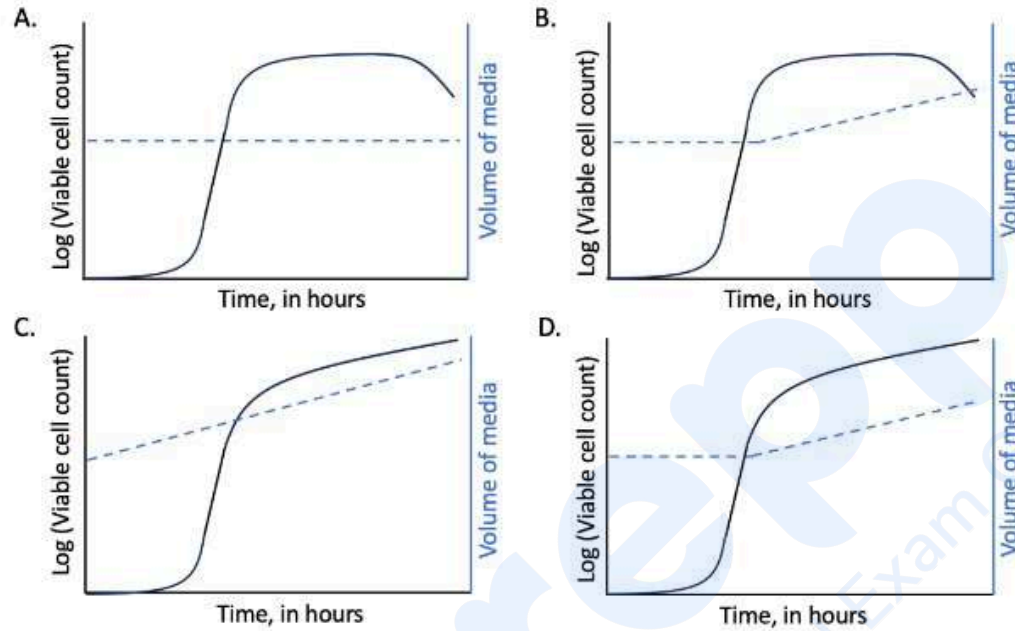 A.
Log (Viable cell count)
Volume of media
Time, in hours
B.
Log (Viable cell count)
Volume of media
Time, in hours
C.
Log (Viable cell count)
Volume of media
Time, in hours
D.
Log (Viable cell count)
Volume of media
Time, in hours
repp
Exam